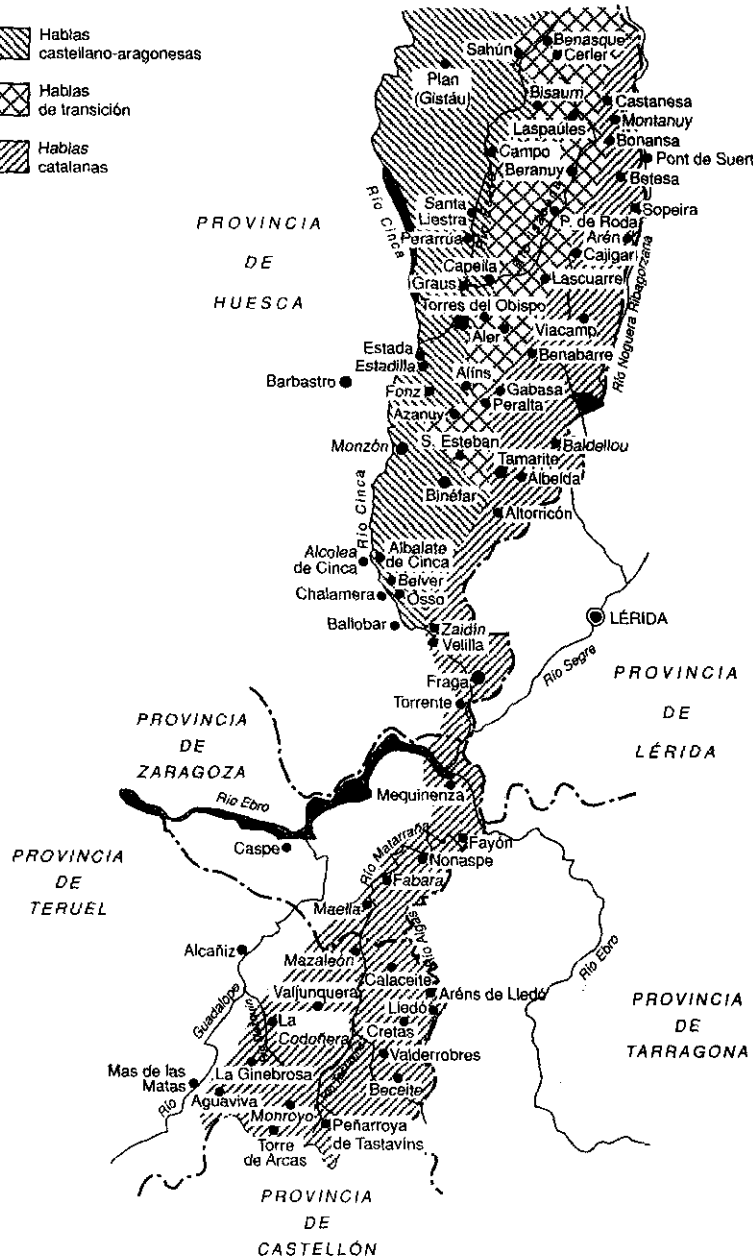 Hablas
castellano-aragonesas
Hablas
de transición
Hablas
catalanas
Sahún
Benasque
Cerler
Plan
(Gistáu)
Bisaurri
Castanesa
Laspaúles
Montanuy
Bonansa
Campo
Pont de Suert
Beranuy
Betesa
Río Cinca
Santa
Liestra
P. de Roda
Sopeira
PROVINCIA
DE
HUESCA
Perarrúa
Arén
Cajigar
Capella
Graus
Lascuarre
Río Noguera Ribagorzana
Torres del Obispo
Aler
Viacamp
Estada
Estadilla
Benabarre
Barbastro
Alíns
Fonz
Gabasa
Azanuy
Peralta
Monzón
S. Esteban
Baldellou
Tamarite
Albelda
Binéfar
Río Cinca
Altorricón
Alcolea
de Cinca
Albalate
de Cinca
Belver
Chalamera
Osso
Ballobar
Zaidín
Velilla
LÉRIDA
Río Segre
Fraga
Torrente
PROVINCIA
DE
LÉRIDA
PROVINCIA
DE
ZARAGOZA
Río Ebro
Mequinenza
Caspe
Río Matarraña
Fayón
Nonaspe
PROVINCIA
DE
TERUEL
Fabara
Maella
Río Algas
Río Ebro
Alcañiz
Mazaleón
Calaceite
Valjunquera
Aréns de Lledó
Guadalope
Lledó
La
Codoñera
Cretas
PROVINCIA
DE
TARRAGONA
Valderrobres
La Ginebrosa
Mas de las
Matas
Beceite
Río
Aguaviva
Monroyo
Peñarroya
de Tastavíns
Torre
de Arcas
PROVINCIA
DE
CASTELLÓN